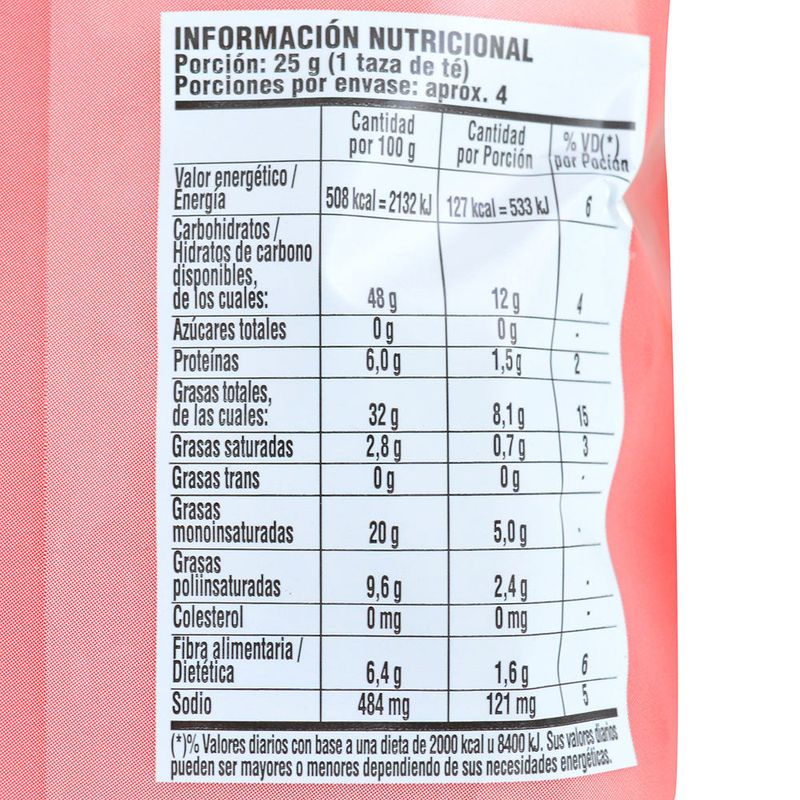 INFORMACIÓN NUTRICIONAL
Porción: 25 g (1 taza de té)
Porciones por envase: aprox. 4
Cantidad por 100 g Cantidad por Porción % VD(*) por Poción
Valor energético / Energía 508 kcal = 2132 kJ 127 kcal = 533 kJ 6
Carbohidratos /
Hidratos de carbono
disponibles,
de los cuales: 48 g 12 g 4
Azúcares totales 0 g 0 g -
Proteínas 6,0 g 1,5 g 2
Grasas totales,
de las cuales: 32 g 8,1 g 15
Grasas saturadas 2,8 g 0,7 g 3
Grasas trans 0 g 0 g -
Grasas
monoinsaturadas 20 g 5,0 g -
Grasas
poliinsaturadas 9,6 g 2,4 g -
Colesterol 0 mg 0 mg -
Fibra alimentaria /
Dietética 6,4 g 1,6 g 6
Sodio 484 mg 121 mg 5
(*)% Valores diarios con base a una dieta de 2000 kcal u 8400 kJ. Sus valores diarios
pueden ser mayores o menores dependiendo de sus necesidades energéticas.